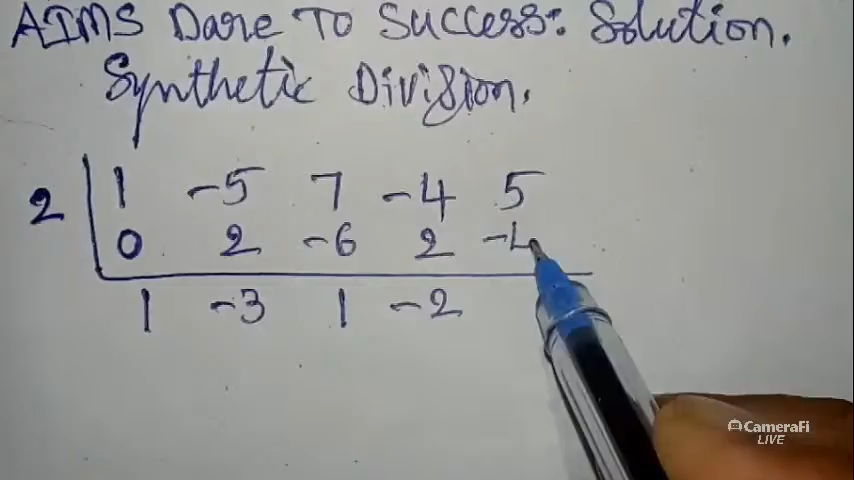 AIMS Dare To Success: Solution.
Synthetic Division.
2 1 -5 7 -4 5
0 2 -6 2 -4
1 -3 1 -2
CameraFi
LIVE